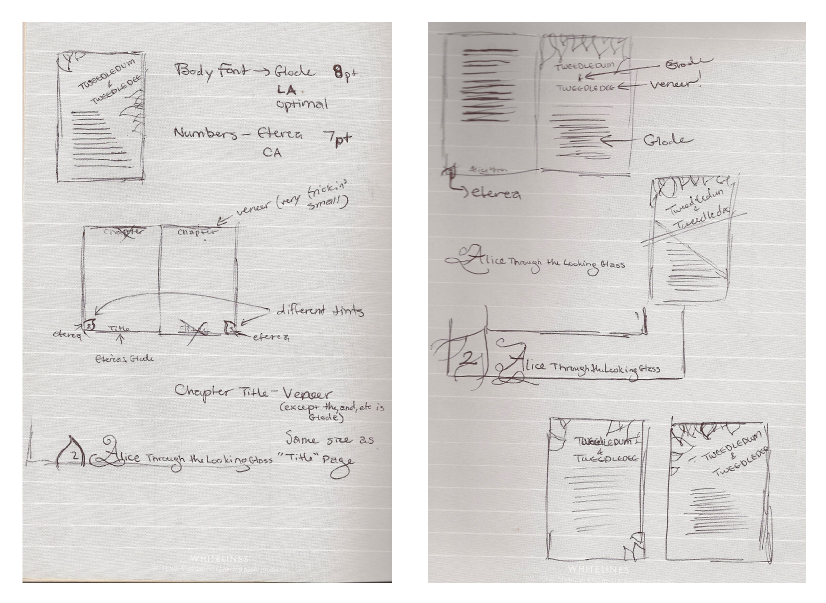 TWEEDLEDUM
&
TWEEDLEDEE
Body Font → Glode 8pt
LA.
optimal
Numbers – Eterea 7pt
CA
veneer (very frickin' small)
Chapter Chapter
different tints
2
eterea Title eterea
Eterea & Glode
Chapter Title – Veneer
(except the, and, etc is
Glode)
Same size as
"Title" page
2 Alice Through the Looking Glass
WHITELINES
TWEEDLEDUM
&
TWEEDLEDEE
Glode
veneer!
Glode
eterea
Tweedledum
&
Tweedledee
Alice Through the Looking Glass
2 Alice Through the Looking Glass
TWEEDLEDUM
&
TWEEDLEDEE
TWEEDLEDUM
&
TWEEDLEDEE
WHITELINES